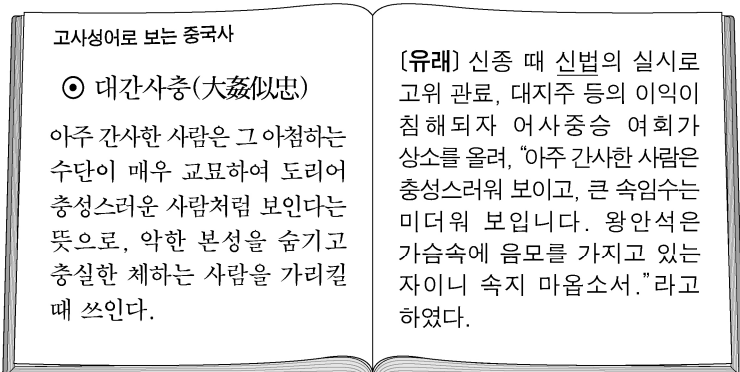 고사성어로 보는 중국사
⊙ 대간사충(大姦似忠)
아주 간사한 사람은 그 아첨하는
수단이 매우 교묘하여 도리어
충성스러운 사람처럼 보인다는
뜻으로, 악한 본성을 숨기고
충실한 체하는 사람을 가리킬
때 쓰인다.
〔유래〕 신종 때 신법의 실시로
고위 관료, 대지주 등의 이익이
침해되자 어사중승 여회가
상소를 올려, “아주 간사한 사람은
충성스러워 보이고, 큰 속임수는
미더워 보입니다. 왕안석은
가슴속에 음모를 가지고 있는
자이니 속지 마옵소서.”라고
하였다.